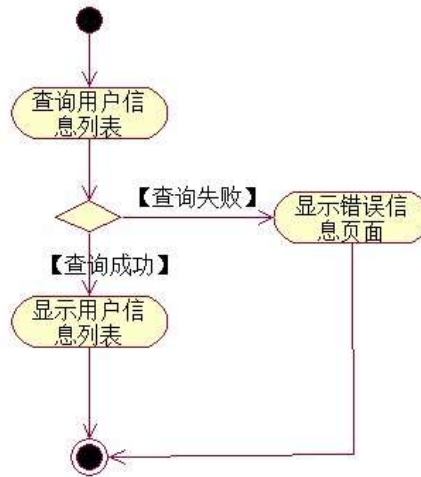 查询用户信
息列表
【查询失败】
显示错误信
息页面
【查询成功】
显示用户信
息列表